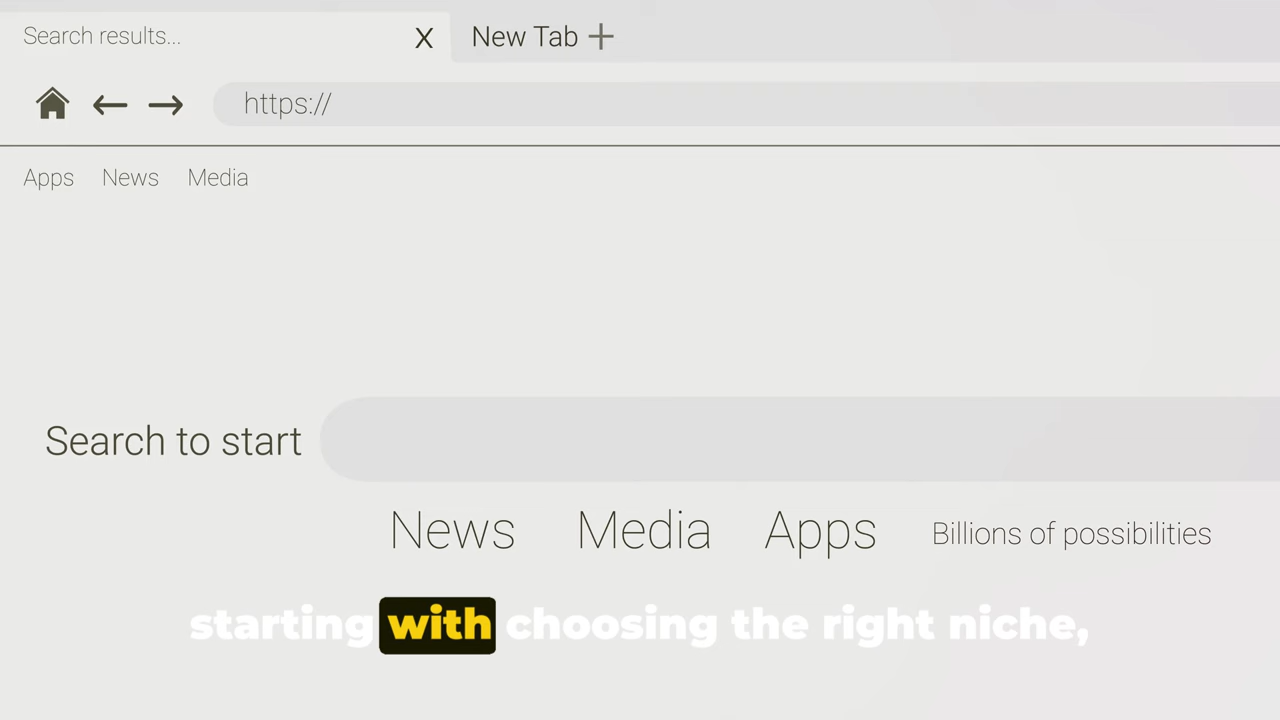 Search results... X New Tab +
https://
Apps News Media
Search to start
News Media Apps Billions of possibilities
starting with choosing the right niche,